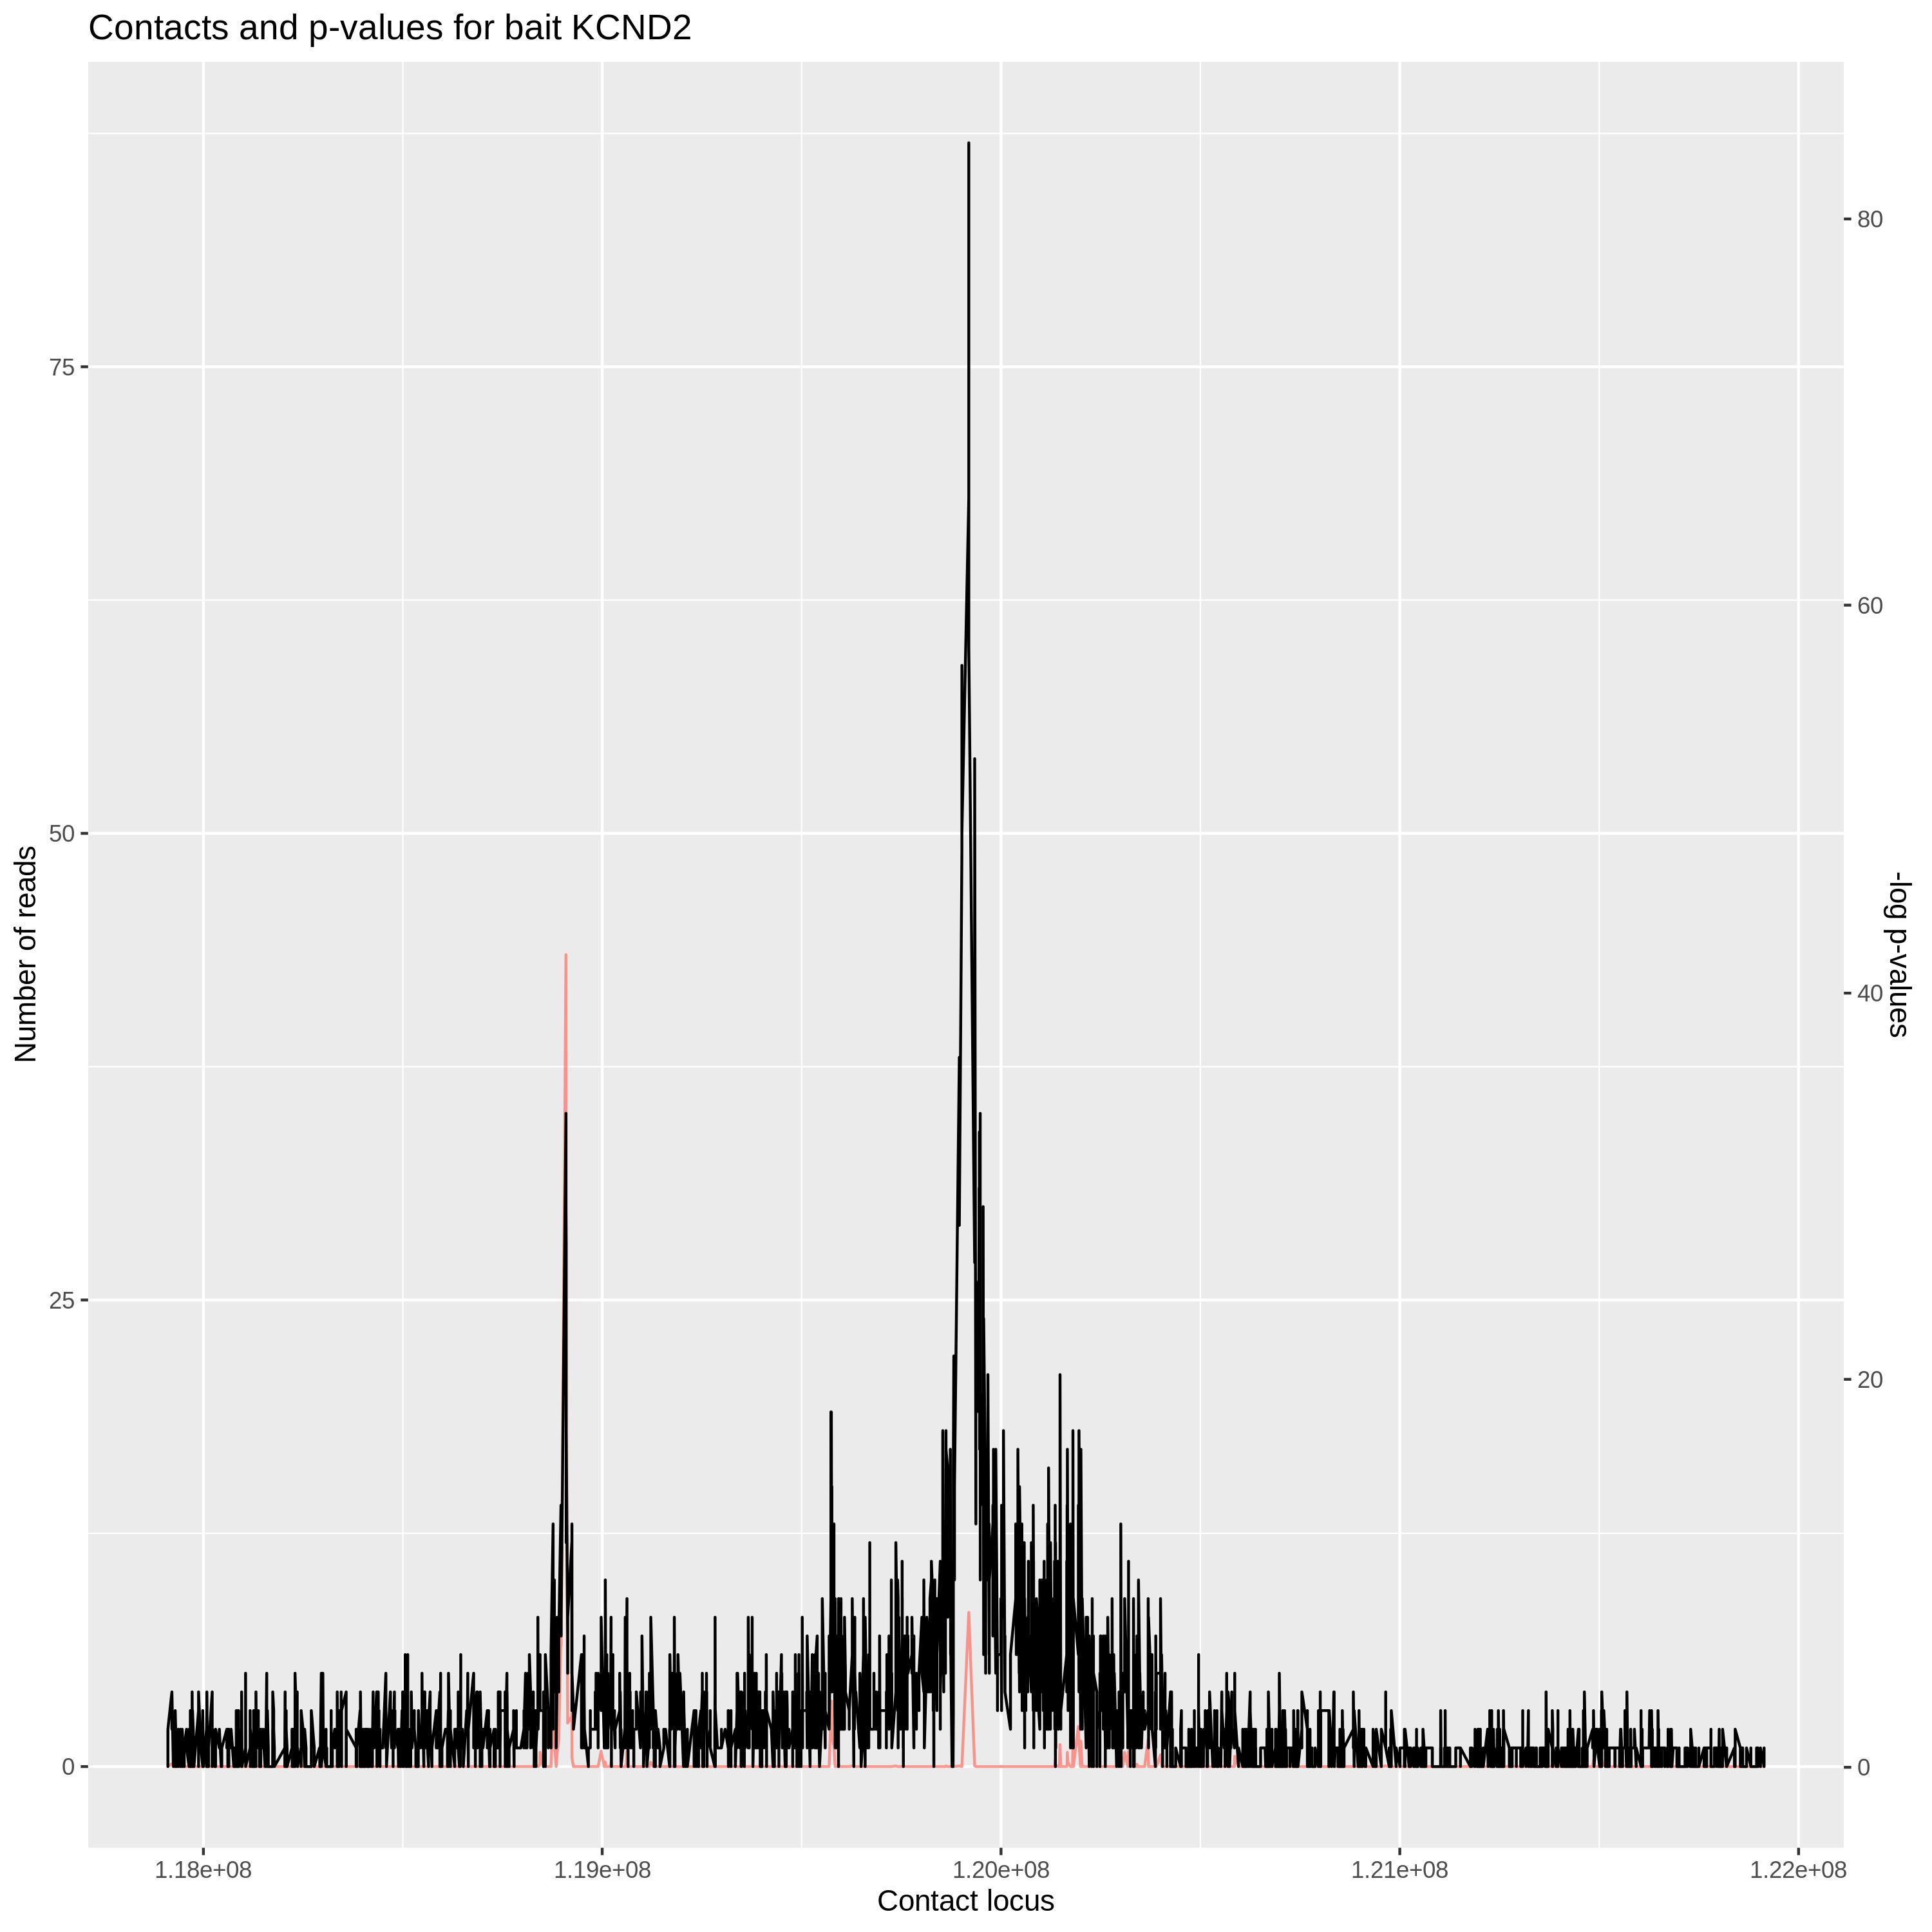 Contacts and p-values for bait KCND2
Number of reads
75
50
25
0
80
60
40
20
0
-log p-values
1.18e+08 1.19e+08 1.20e+08 1.21e+08 1.22e+08
Contact locus